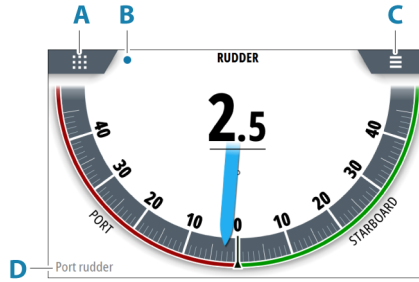 A
B
C
RUDDER
2.5
40
30
20
10
0
10
20
30
40
PORT
STARBOARD
D
Port rudder